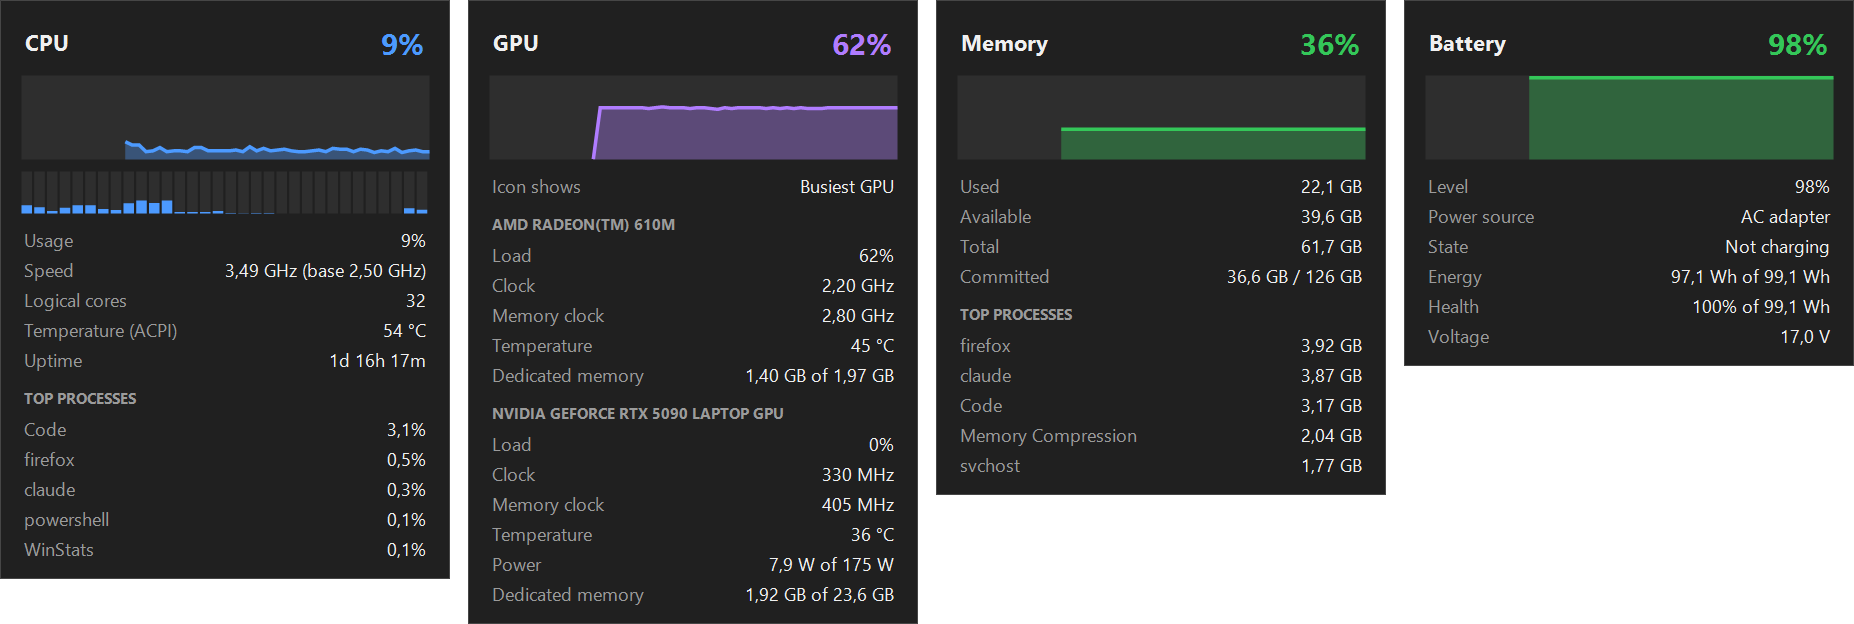 CPU 9%
Usage 9%
Speed 3,49 GHz (base 2,50 GHz)
Logical cores 32
Temperature (ACPI) 54 °C
Uptime 1d 16h 17m
TOP PROCESSES
Code 3,1%
firefox 0,5%
claude 0,3%
powershell 0,1%
WinStats 0,1%
GPU 62%
Icon shows Busiest GPU
AMD RADEON(TM) 610M
Load 62%
Clock 2,20 GHz
Memory clock 2,80 GHz
Temperature 45 °C
Dedicated memory 1,40 GB of 1,97 GB
NVIDIA GEFORCE RTX 5090 LAPTOP GPU
Load 0%
Clock 330 MHz
Memory clock 405 MHz
Temperature 36 °C
Power 7,9 W of 175 W
Dedicated memory 1,92 GB of 23,6 GB
Memory 36%
Used 22,1 GB
Available 39,6 GB
Total 61,7 GB
Committed 36,6 GB / 126 GB
TOP PROCESSES
firefox 3,92 GB
claude 3,87 GB
Code 3,17 GB
Memory Compression 2,04 GB
svchost 1,77 GB
Battery 98%
Level 98%
Power source AC adapter
State Not charging
Energy 97,1 Wh of 99,1 Wh
Health 100% of 99,1 Wh
Voltage 17,0 V